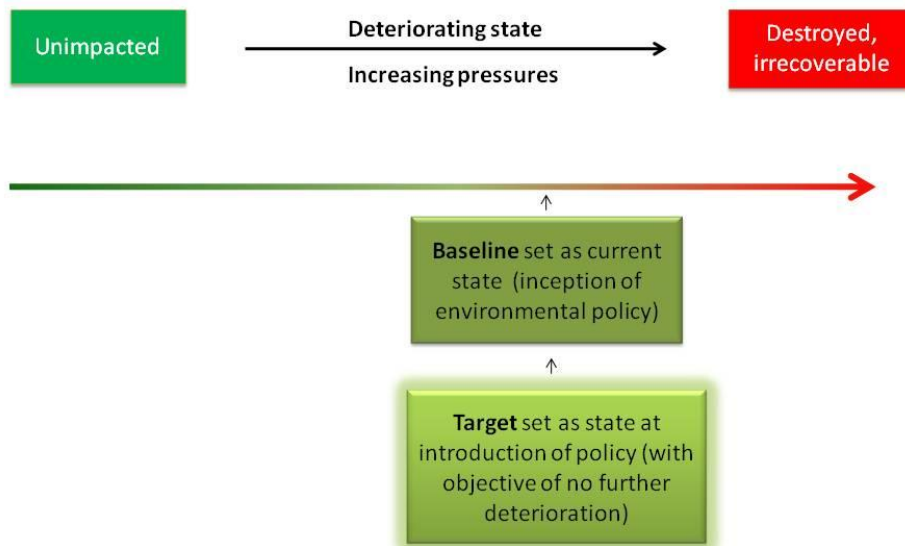 Unimpacted
Deteriorating state
Increasing pressures
Destroyed,
irrecoverable
Baseline set as current
state (inception of
environmental policy)
Target set as state at
introduction of policy (with
objective of no further
deterioration)